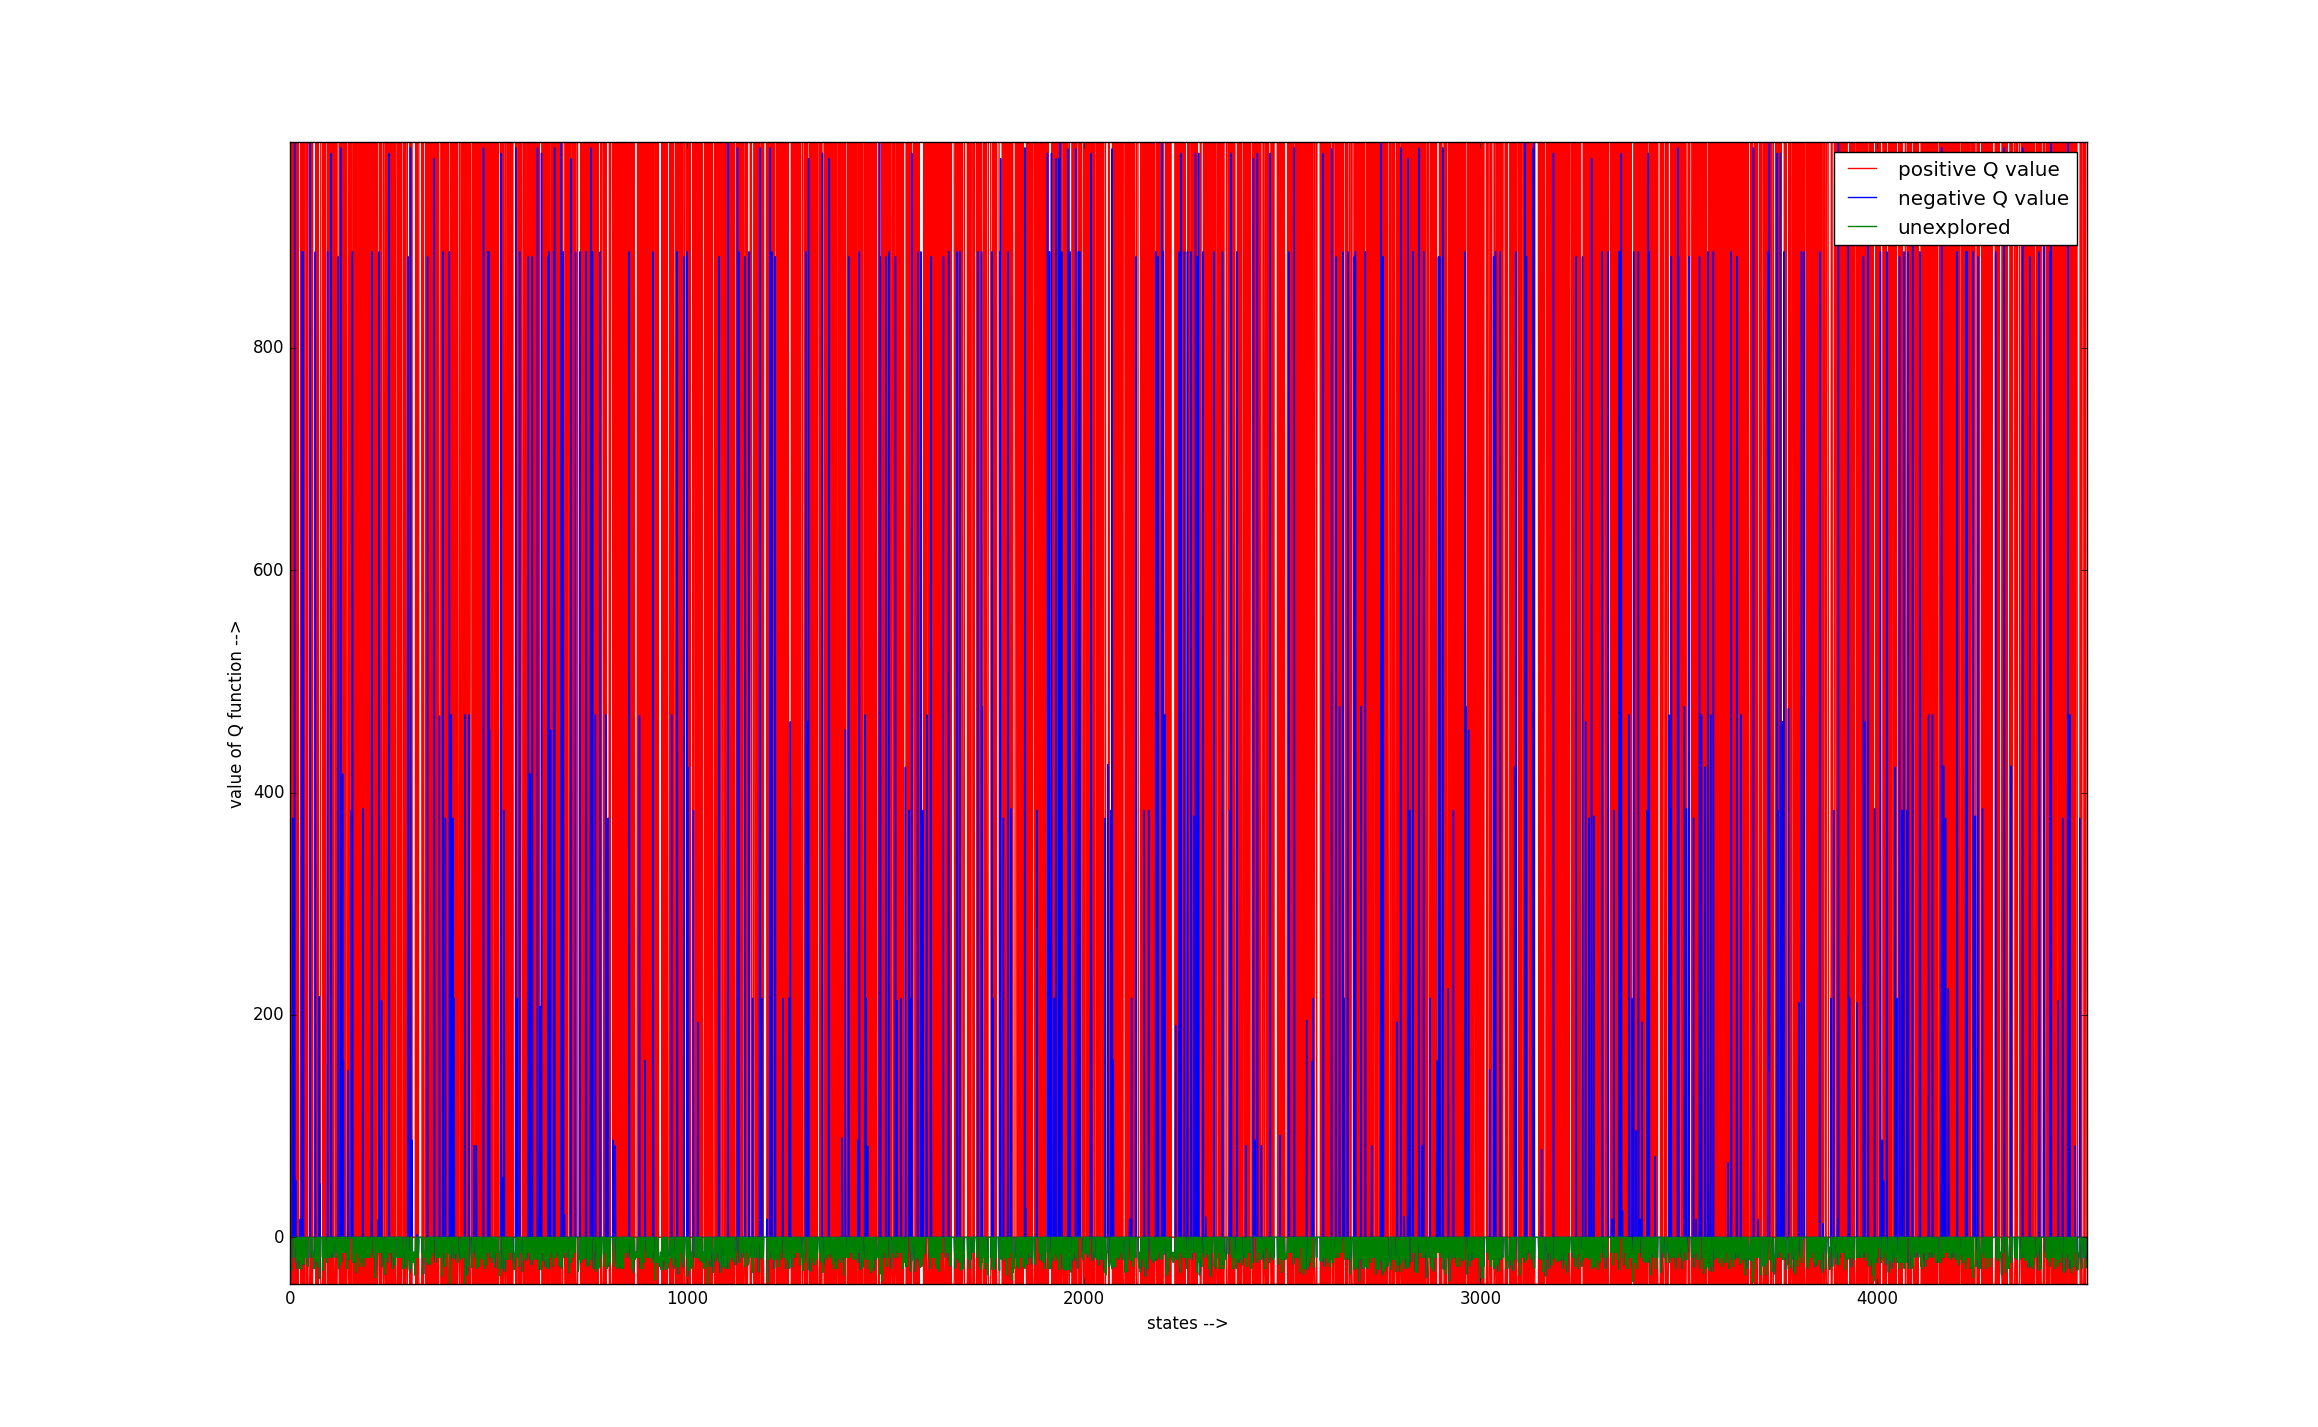 positive Q value
negative Q value
unexplored
800
600
400
200
0
value of Q function -->
0 1000 2000 3000 4000
states -->